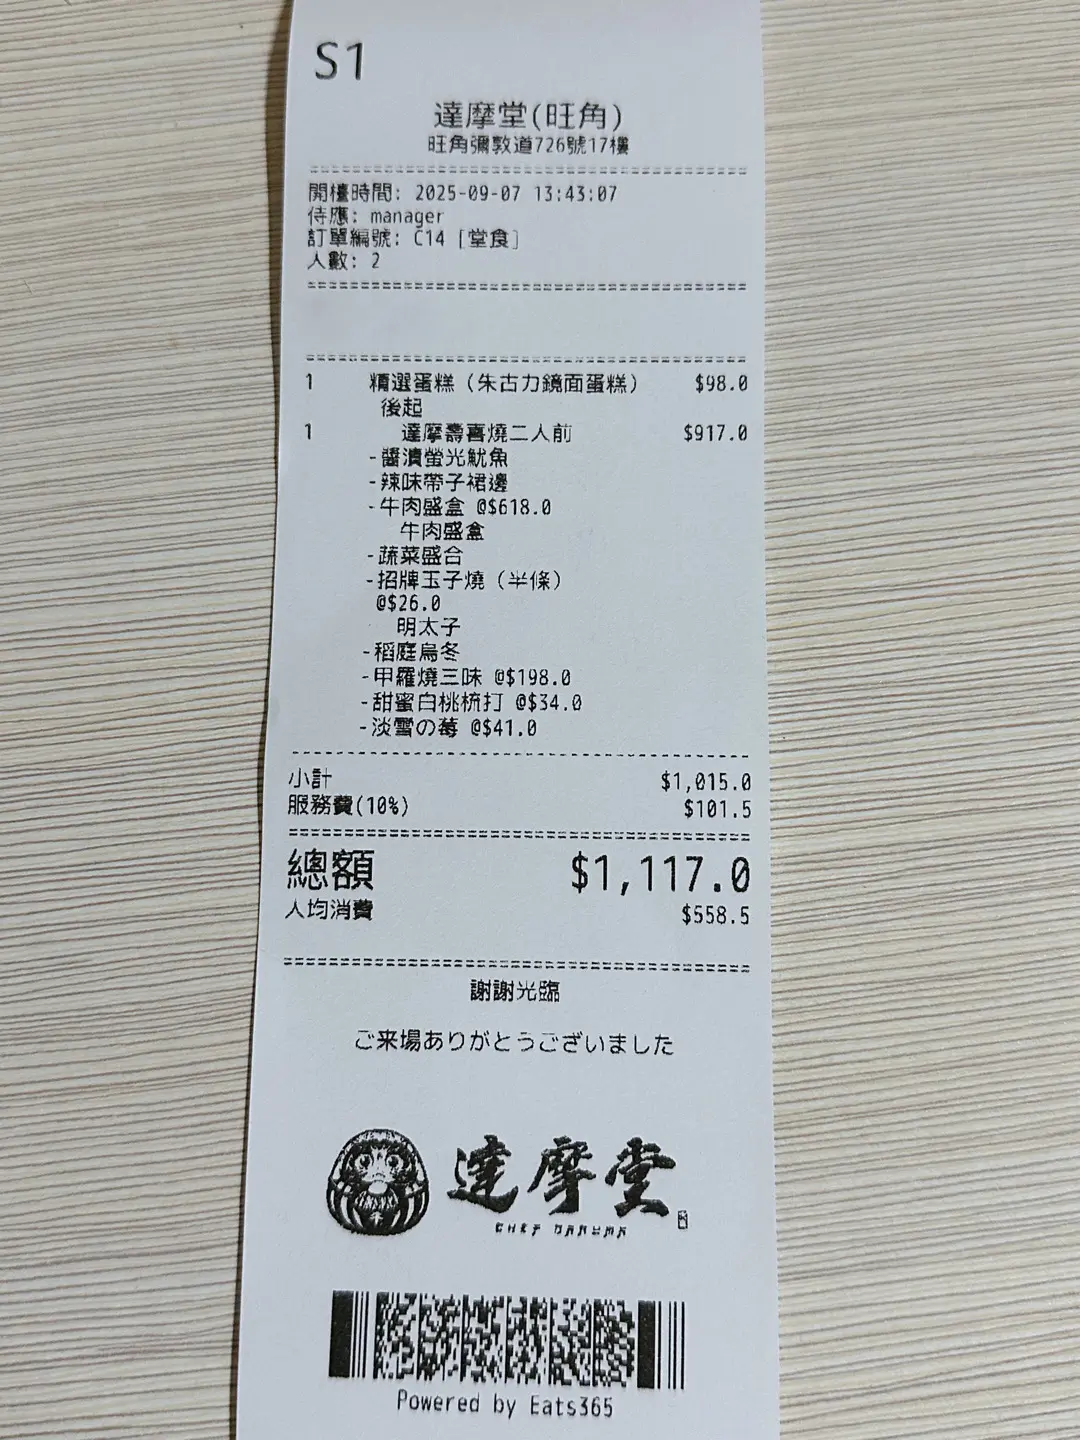 S1
達摩堂(旺角)
旺角彌敦道726號17樓
開檯時間: 2025-09-07 13:43:07
侍應: manager
訂單編號: C14 [堂食]
人數: 2
1 精選蛋糕（朱古力鏡面蛋糕） $98.0
後起
1 達摩壽喜燒二人前 $917.0
-醬漬螢光魷魚
-辣味帶子裙邊
-牛肉盛盒 @$618.0
牛肉盛盒
-蔬菜盛合
-招牌玉子燒（半條）
@$26.0
明太子
-稻庭烏冬
-甲羅燒三味 @$198.0
-甜蜜白桃梳打 @$34.0
-淡雪の莓 @$41.0
小計 $1,015.0
服務費(10%) $101.5
總額 $1,117.0
人均消費 $558.5
謝謝光臨
ご来場ありがとうございました
達摩堂
CHEF DARUMA
Powered by Eats365